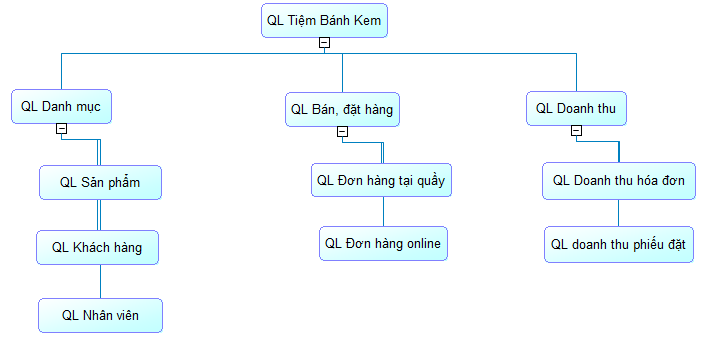 QL Tiệm Bánh Kem
QL Danh mục
QL Bán, đặt hàng
QL Doanh thu
QL Sản phẩm
QL Đơn hàng tại quầy
QL Doanh thu hóa đơn
QL Khách hàng
QL Đơn hàng online
QL doanh thu phiếu đặt
QL Nhân viên